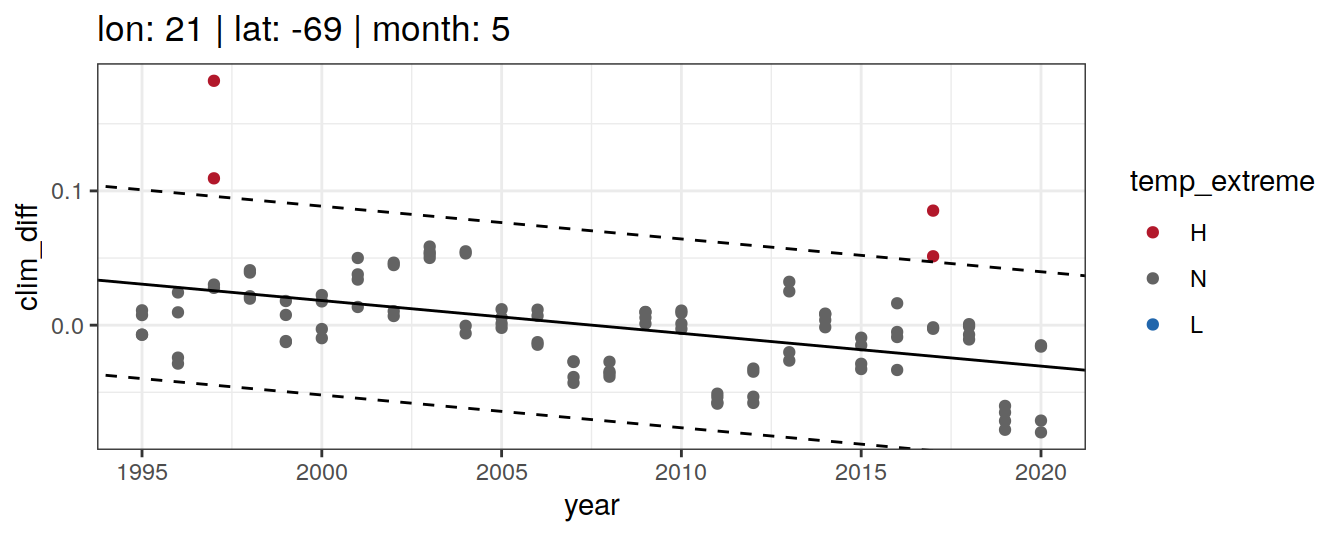 lon: 21 | lat: -69 | month: 5
clim_diff
0.1
0.0
1995 2000 2005 2010 2015 2020
year
temp_extreme
H
N
L